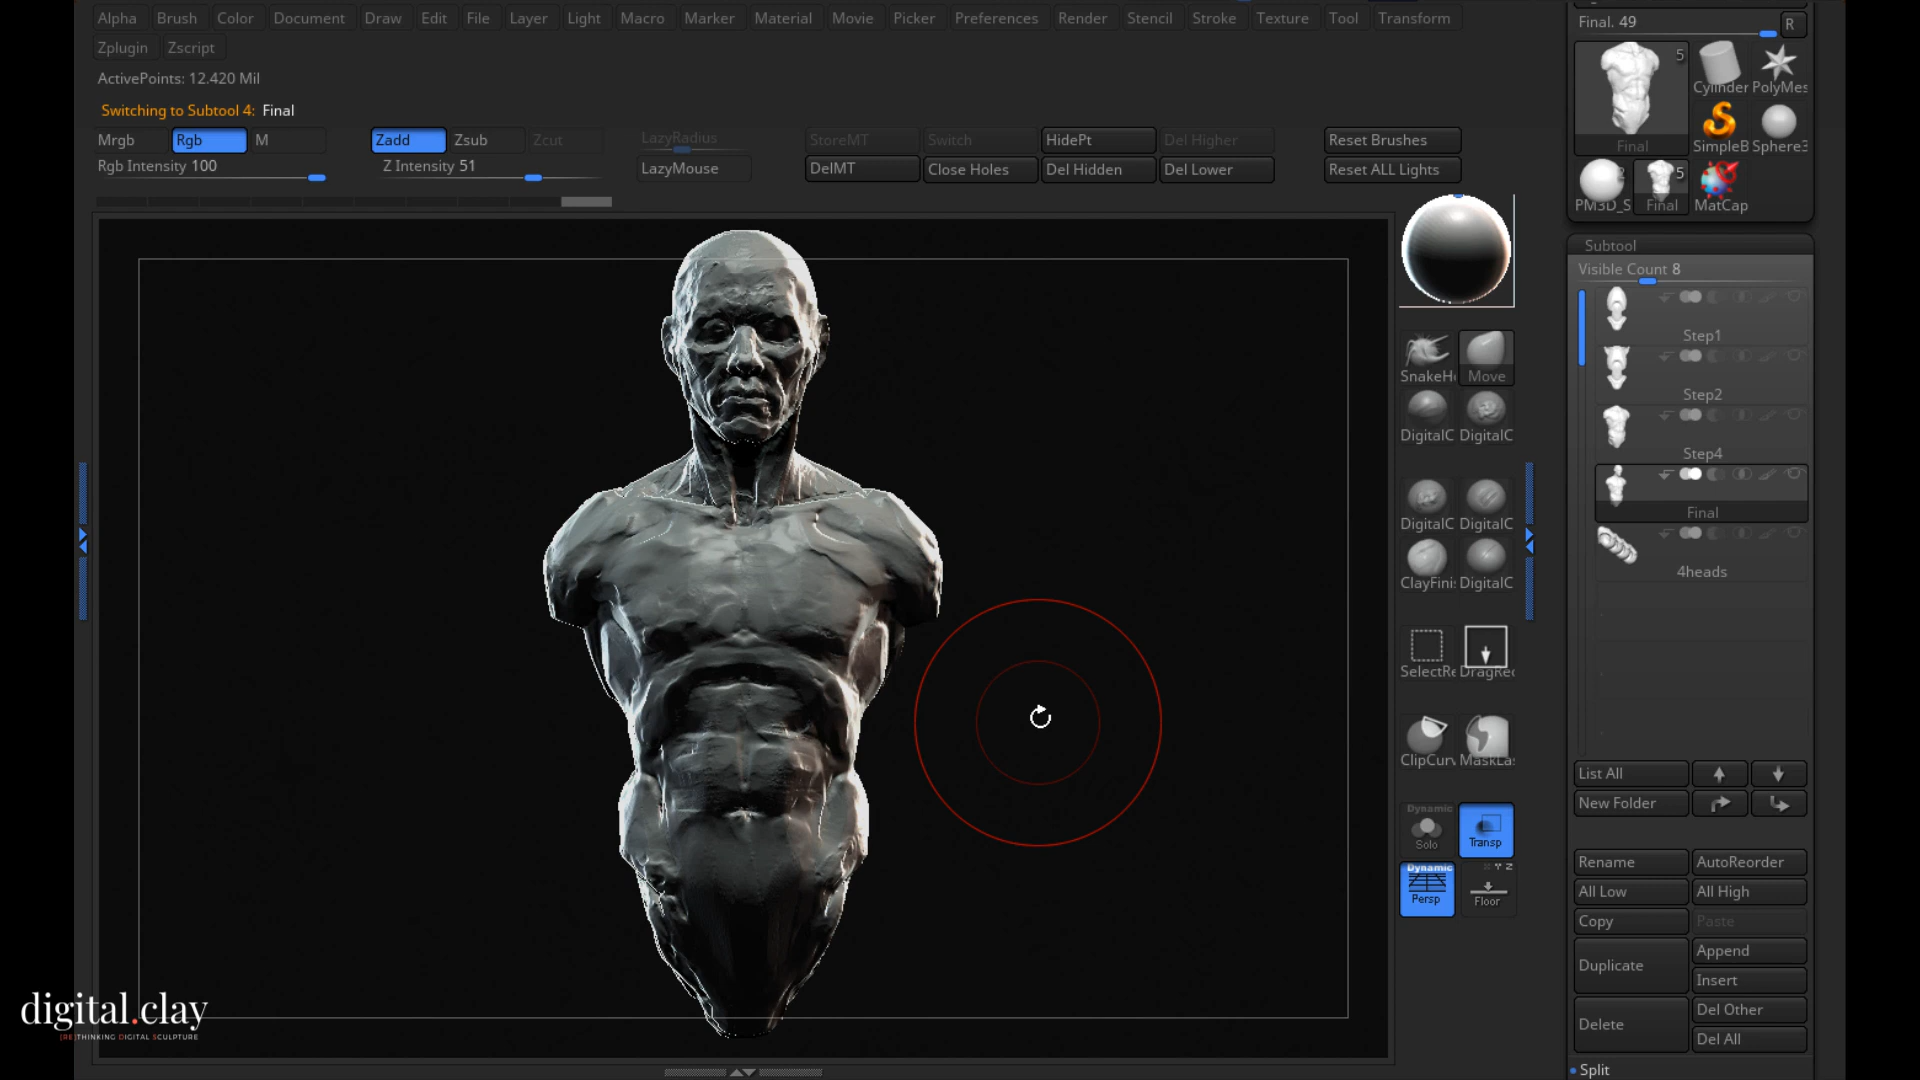 Alpha Brush Color Document Draw Edit File Layer Light Macro Marker Material Movie Picker Preferences Render Stencil Stroke Texture Tool Transform
Zplugin Zscript
ActivePoints: 12.420 Mil
Switching to Subtool 4: Final
Mrgb Rgb M Zadd Zsub Zcut LazyRadius StoreMT Switch HidePt Del Higher Reset Brushes
Rgb Intensity 100 Z Intensity 51 LazyMouse DelMT Close Holes Del Hidden Del Lower Reset ALL Lights
Final. 49 R
5
Cylinder PolyMes
Final SimpleB Sphere3
5
PM3D_S Final MatCap
Subtool
Visible Count 8
Step1
Step2
Step4
Final
4heads
SnakeH Move
DigitalC DigitalC
DigitalC DigitalC
ClayFini DigitalC
SelectRe DragRec
ClipCurv MaskLa
Dynamic
Solo Transp
Dynamic
Persp Floor
List All
New Folder
Rename AutoReorder
All Low All High
Copy Paste
Duplicate Append
Insert
Delete Del Other
Del All
Split
digital.clay
[RE]THINKING DIGITAL SCULPTURE